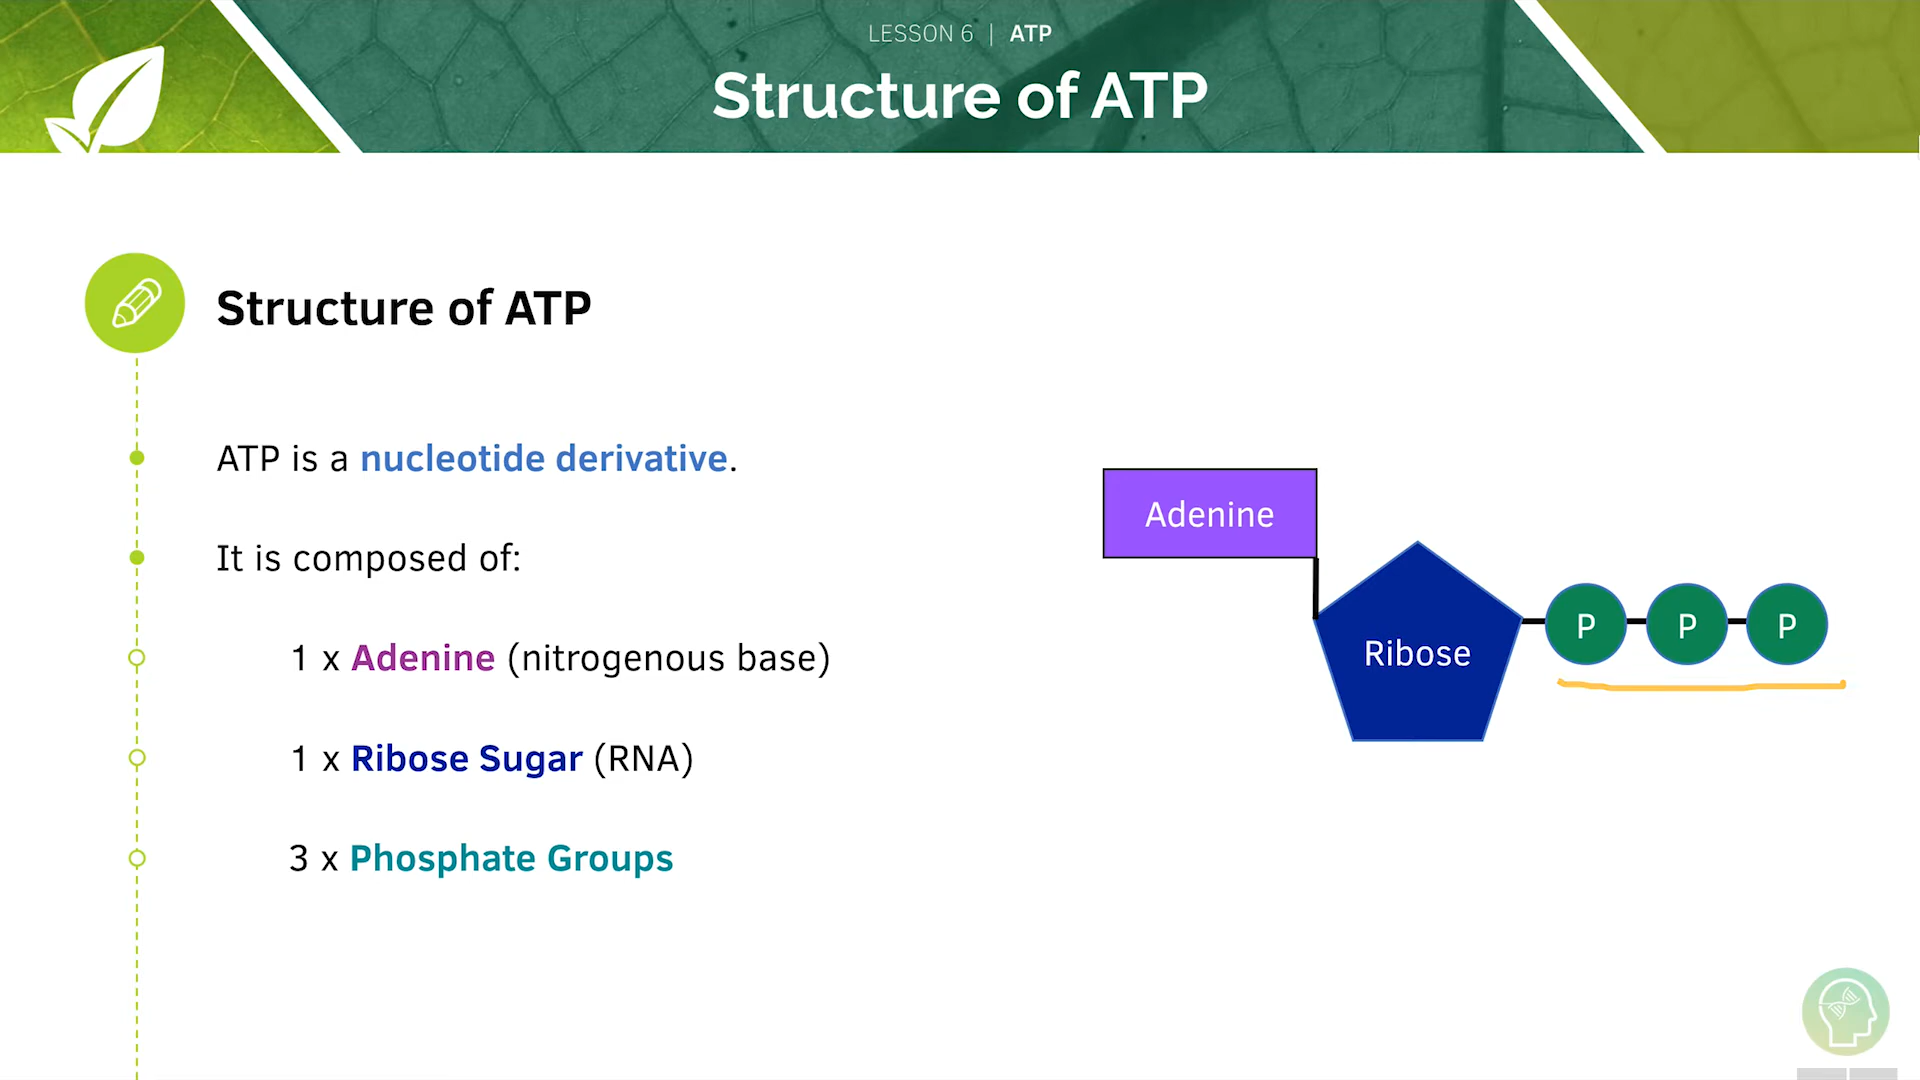 LESSON 6 | ATP
Structure of ATP
Structure of ATP
ATP is a nucleotide derivative.
It is composed of:
1 x Adenine (nitrogenous base)
1 x Ribose Sugar (RNA)
3 x Phosphate Groups
Adenine
Ribose
P P P